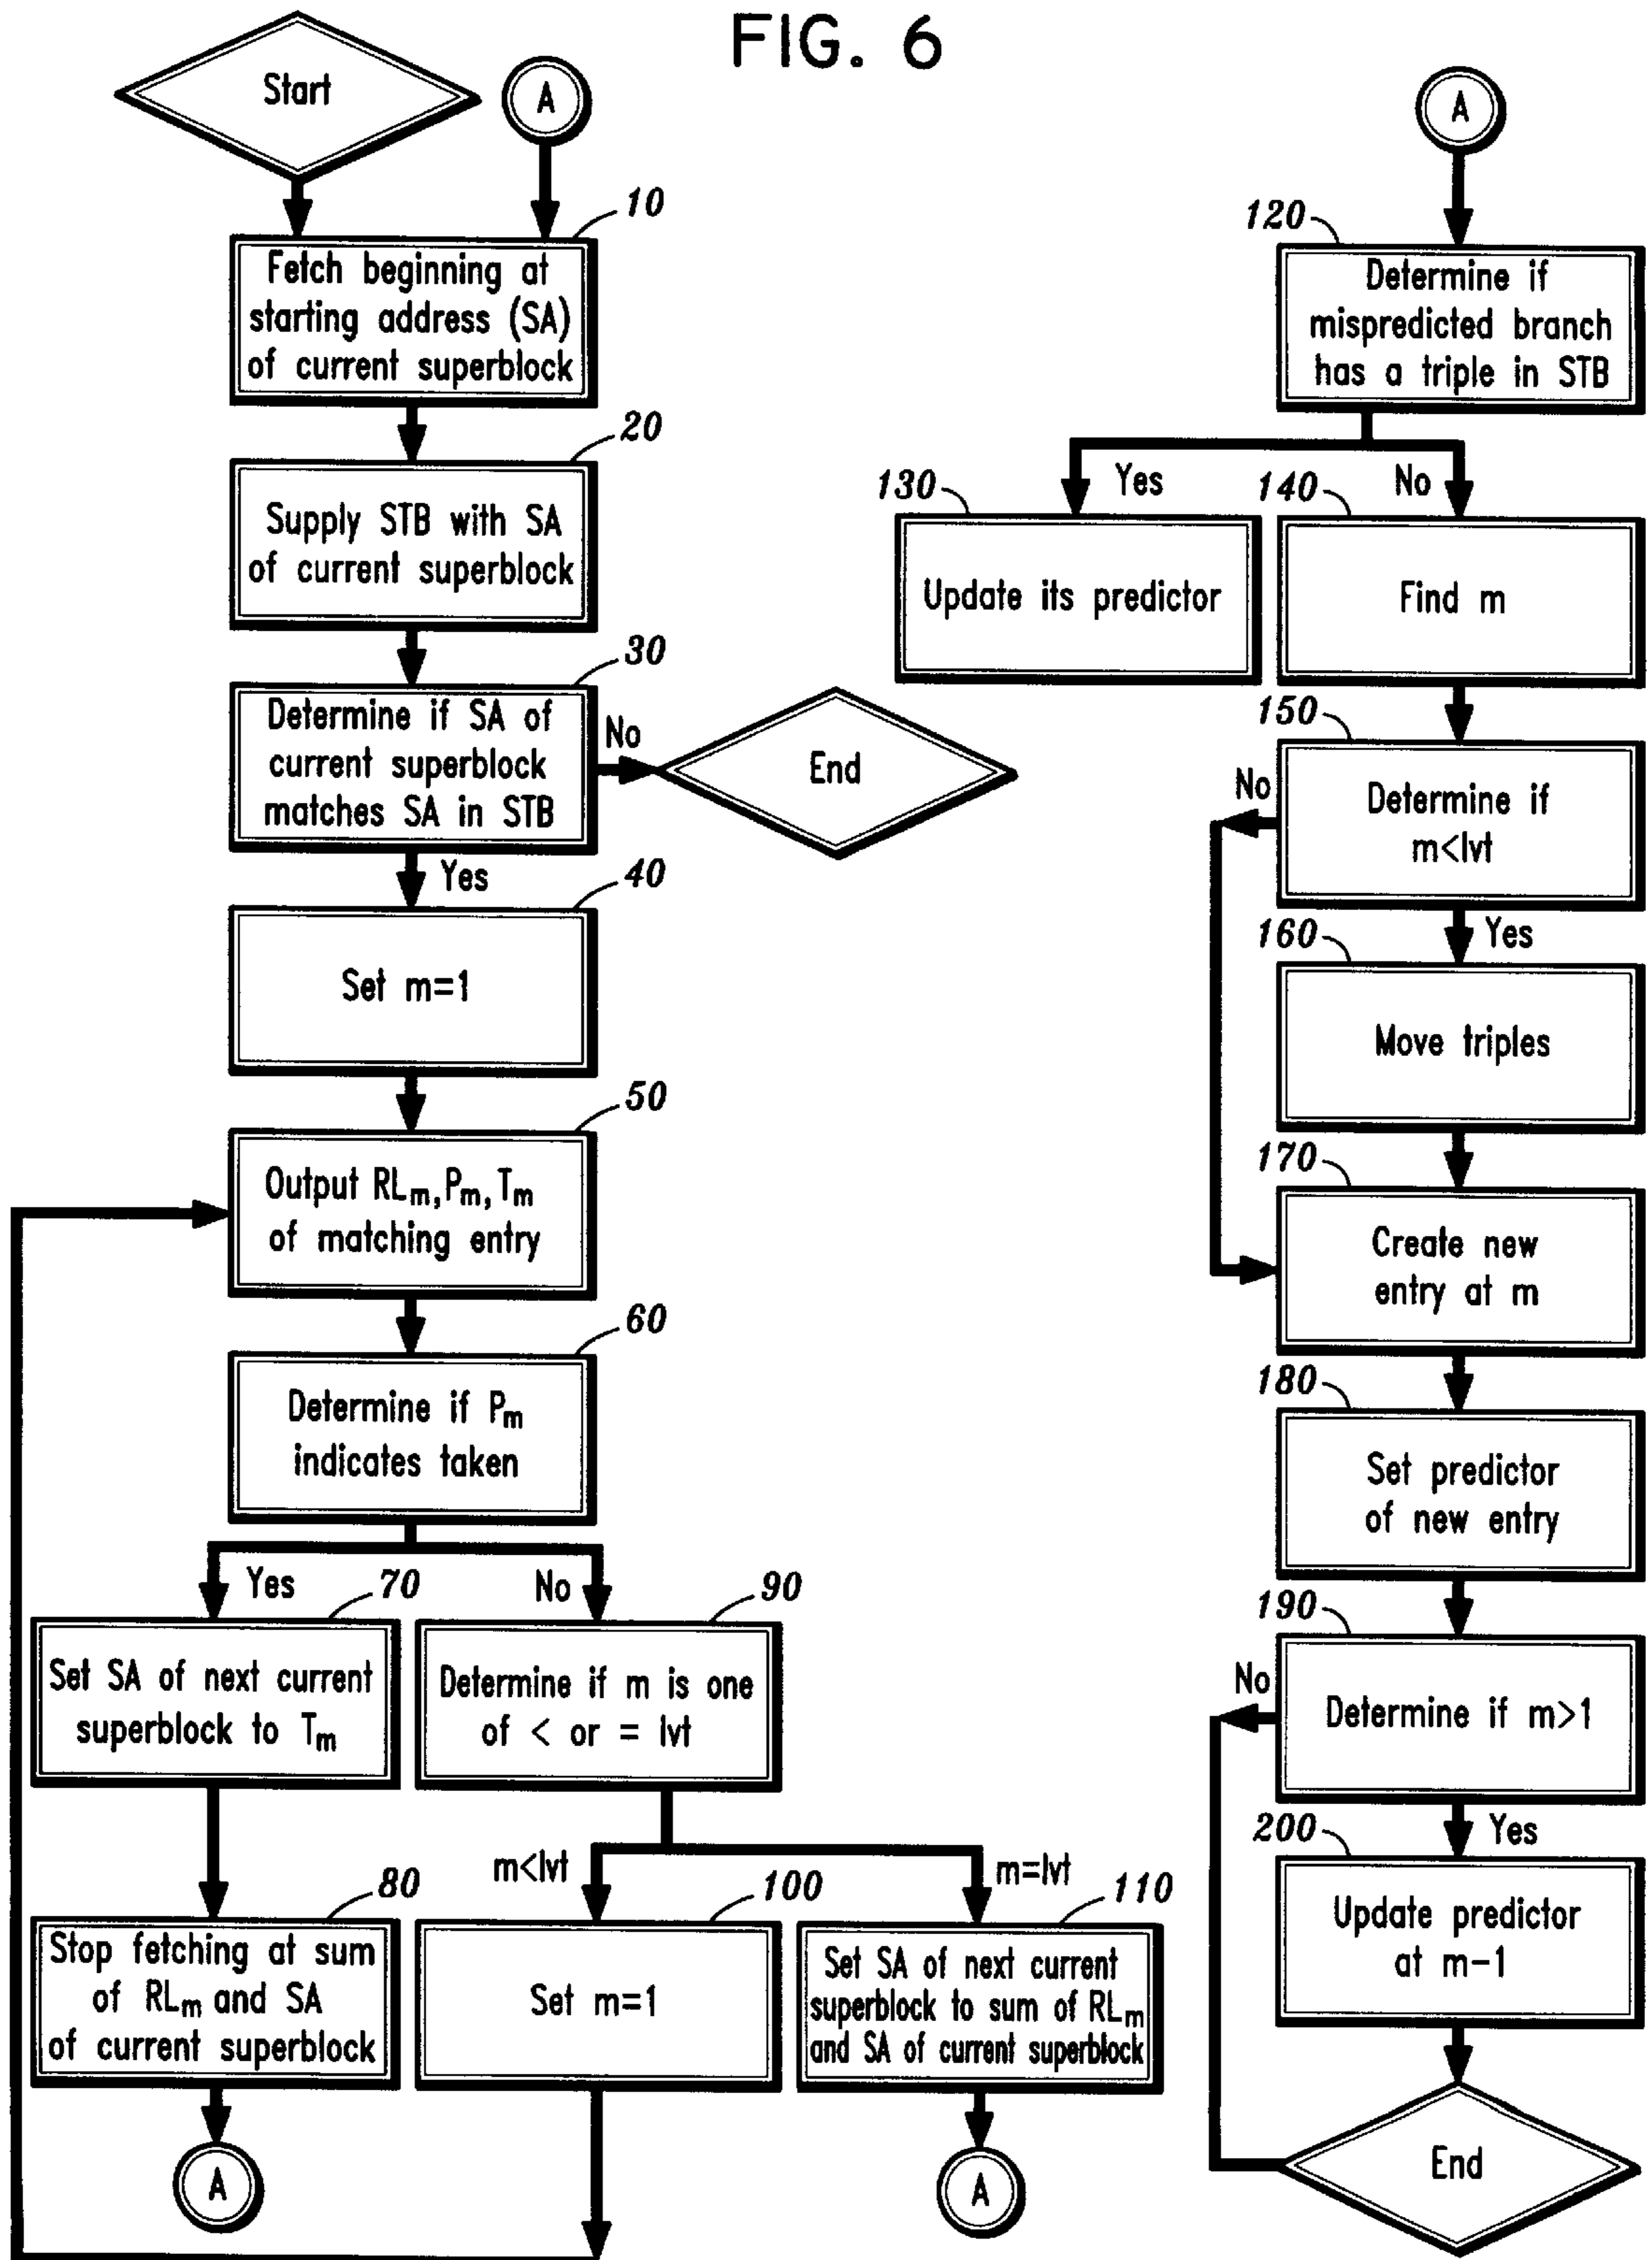 FIG. 6
Start
A
10
Fetch beginning at
starting address (SA)
of current superblock
20
Supply STB with SA
of current superblock
30
Determine if SA of
current superblock
matches SA in STB
No
End
Yes
40
Set m=1
50
Output RLm, Pm, Tm
of matching entry
60
Determine if Pm
indicates taken
Yes
70
Set SA of next current
superblock to Tm
80
Stop fetching at sum
of RLm and SA
of current superblock
A
No
90
Determine if m is one
of < or = lvt
m<lvt
100
Set m=1
m=lvt
110
Set SA of next current
superblock to sum of RLm
and SA of current superblock
A
A
120
Determine if
mispredicted branch
has a triple in STB
Yes
130
Update its predictor
No
140
Find m
150
Determine if
m<lvt
No
Yes
160
Move triples
170
Create new
entry at m
180
Set predictor
of new entry
190
Determine if m>1
No
Yes
200
Update predictor
at m-1
End